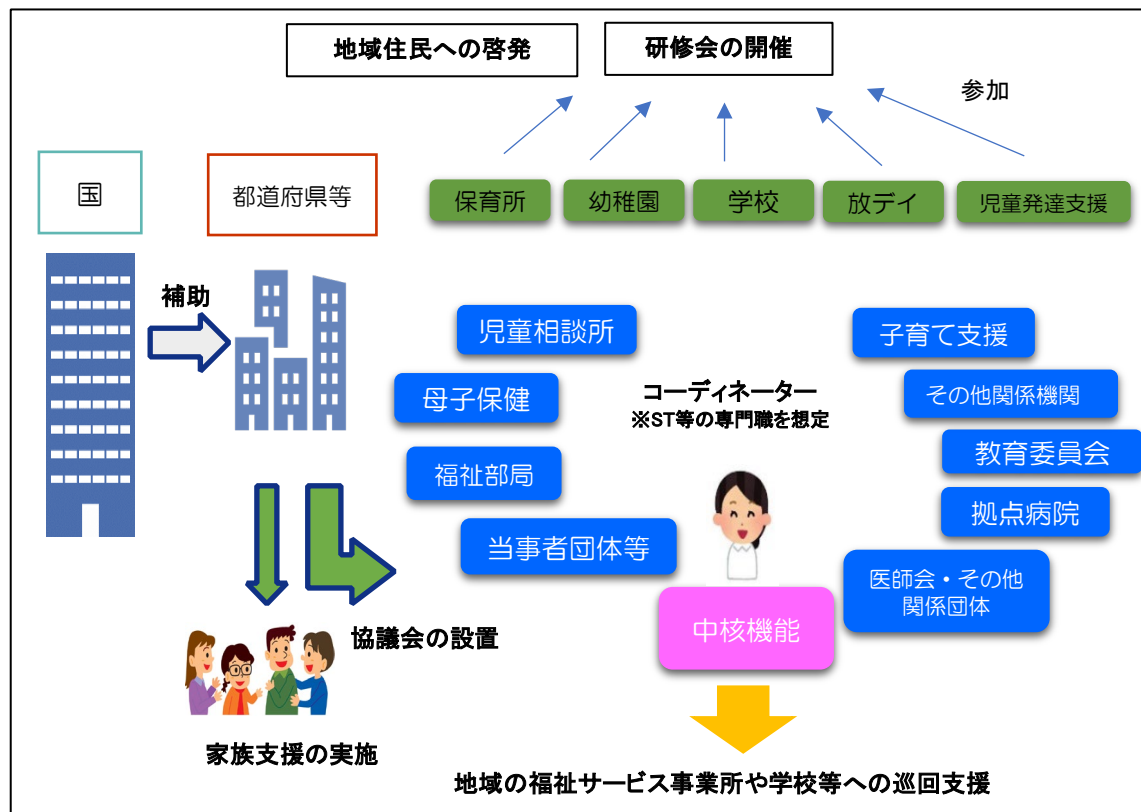 地域住民への啓発
研修会の開催
参加
国
都道府県等
保育所
幼稚園
学校
放デイ
児童発達支援
補助
児童相談所
子育て支援
母子保健
コーディネーター
※ST等の専門職を想定
その他関係機関
福祉部局
教育委員会
拠点病院
当事者団体等
医師会・その他
関係団体
中核機能
協議会の設置
家族支援の実施
地域の福祉サービス事業所や学校等への巡回支援